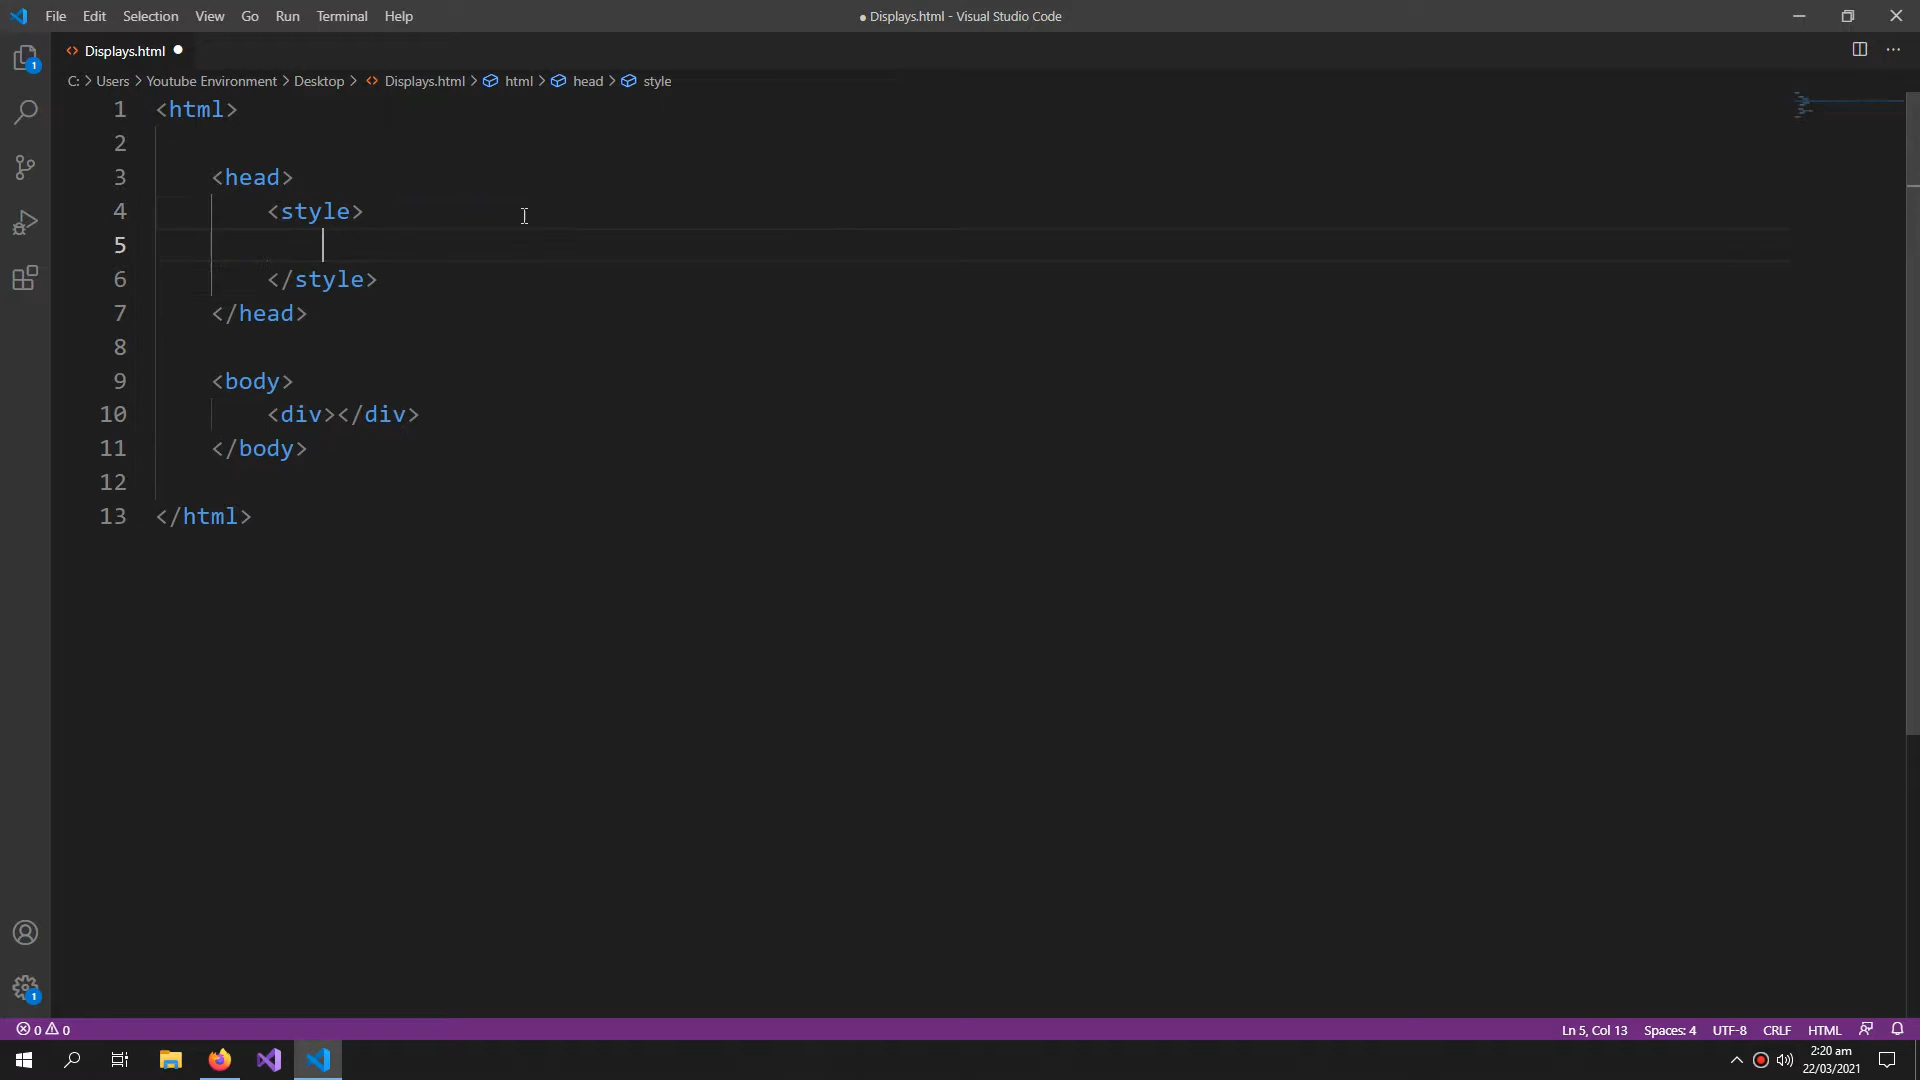 File Edit Selection View Go Run Terminal Help
● Displays.html - Visual Studio Code
Displays.html
C: > Users > Youtube Environment > Desktop > Displays.html > html > head > style
1 <html>
2
3 <head>
4 <style>
5
6 </style>
7 </head>
8
9 <body>
10 <div></div>
11 </body>
12
13 </html>
1
1
0 0
Ln 5, Col 13 Spaces: 4 UTF-8 CRLF HTML
2:20 am
22/03/2021